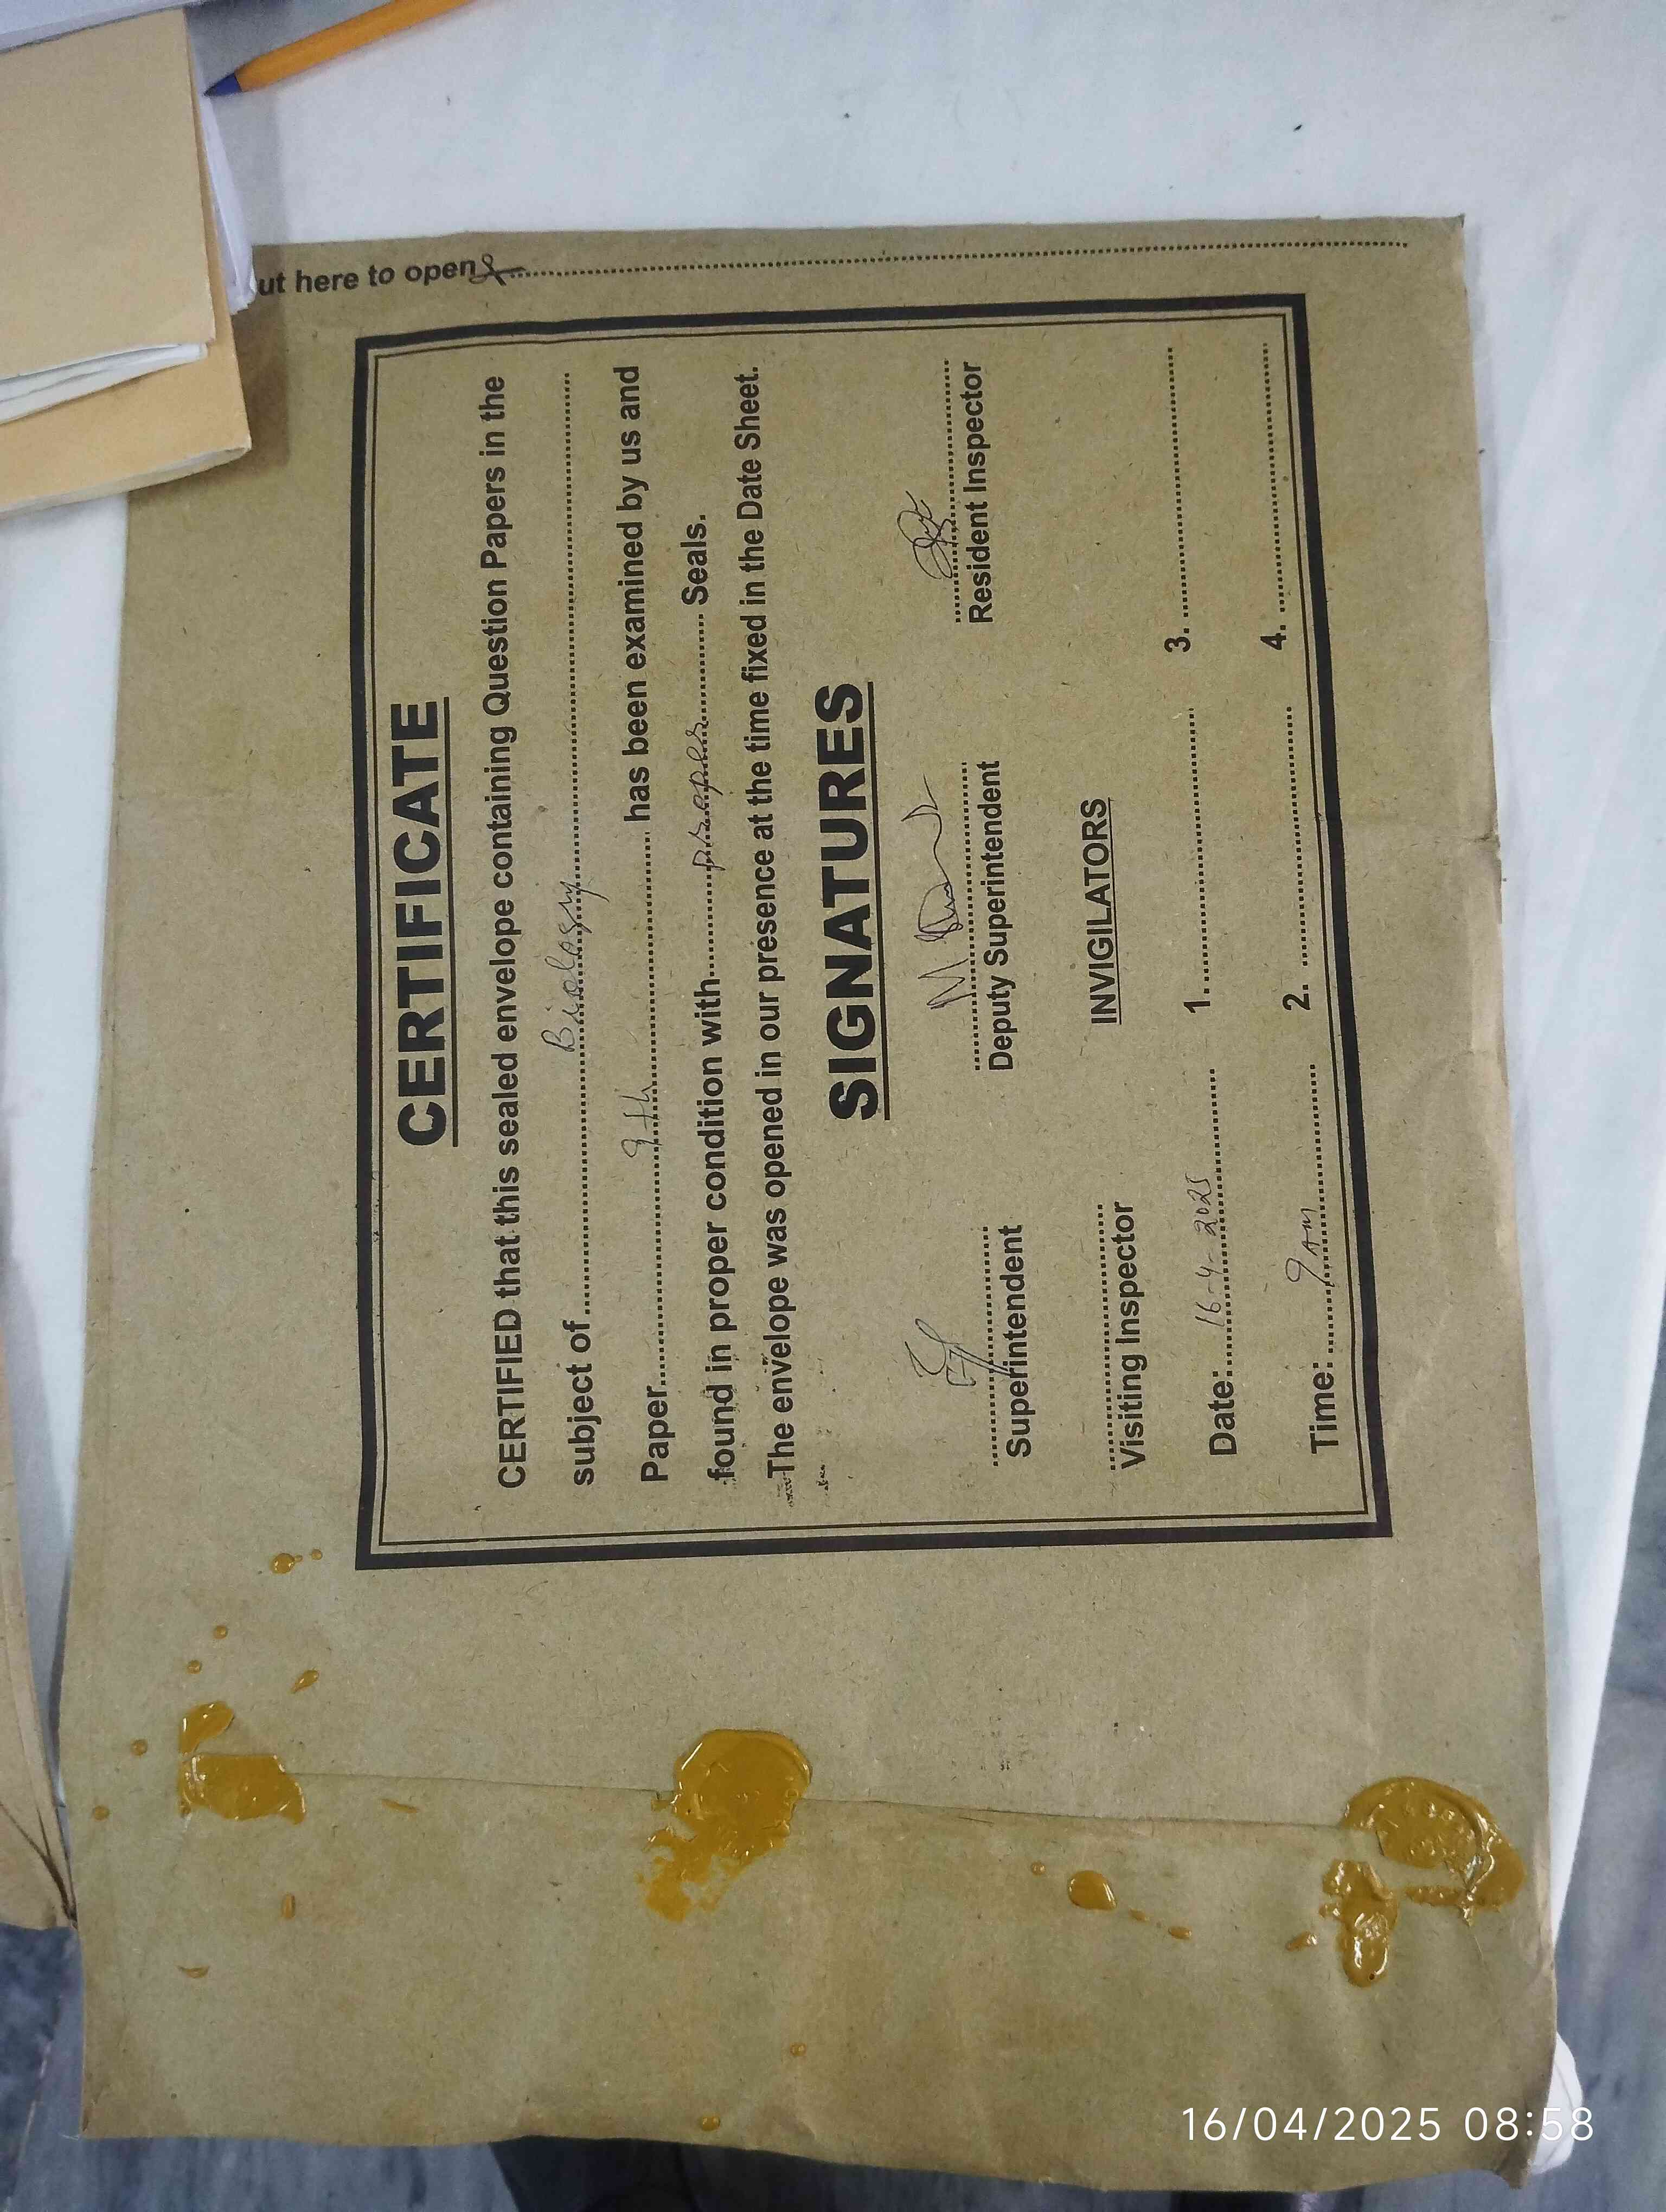 Cut here to open
CERTIFICATE
CERTIFIED that this sealed envelope containing Question Papers in the
subject of Biology
Paper 9th has been examined by us and
found in proper condition with proper Seals.
The envelope was opened in our presence at the time fixed in the Date Sheet.
SIGNATURES
Superintendent Deputy Superintendent Resident Inspector
Visiting Inspector INVIGILATORS
Date: 16-4-2025 1. 3.
Time: 9 am 2. 4.
16/04/2025 08:58